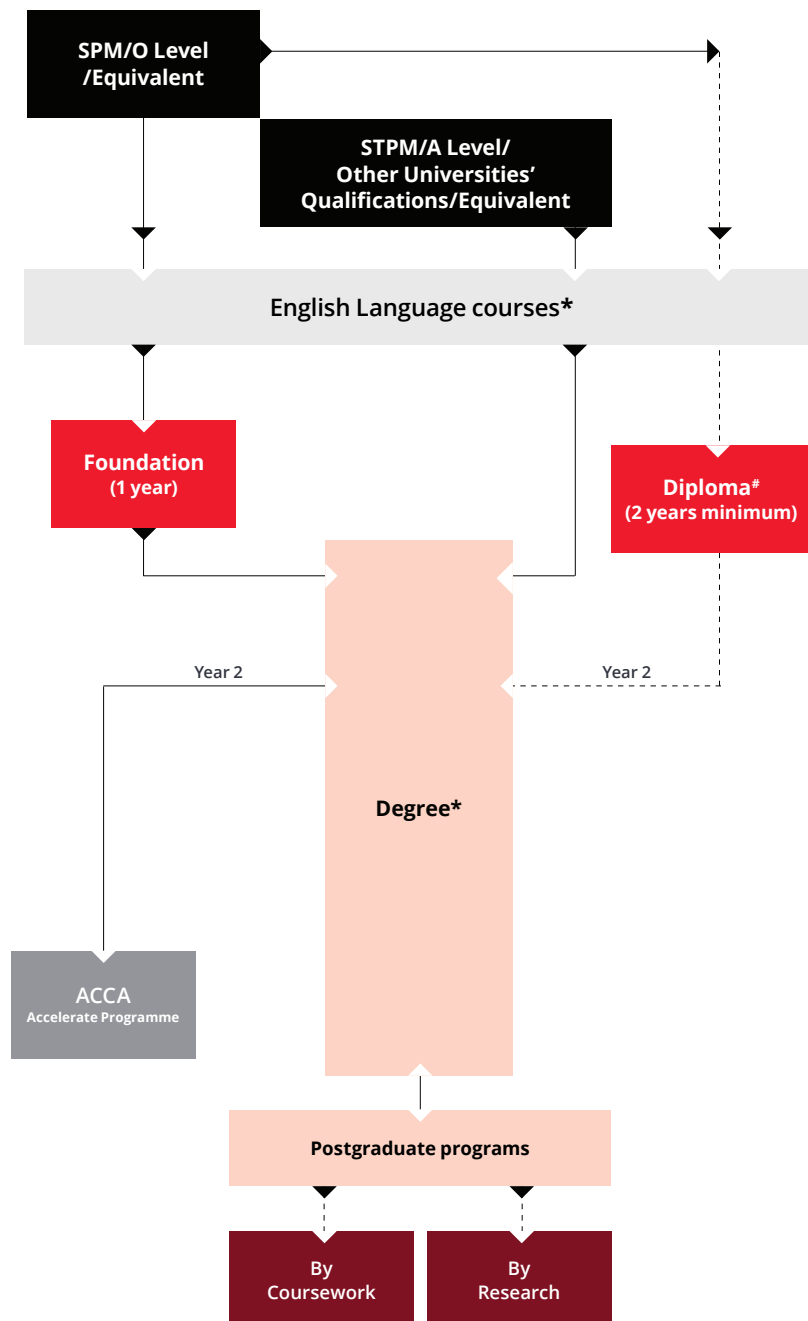 SPM/O Level
/Equivalent
STPM/A Level/
Other Universities’
Qualifications/Equivalent
English Language courses*
Foundation
(1 year)
Diploma#
(2 years minimum)
Year 2
Year 2
Degree*
ACCA
Accelerate Programme
Postgraduate programs
By
Coursework
By
Research